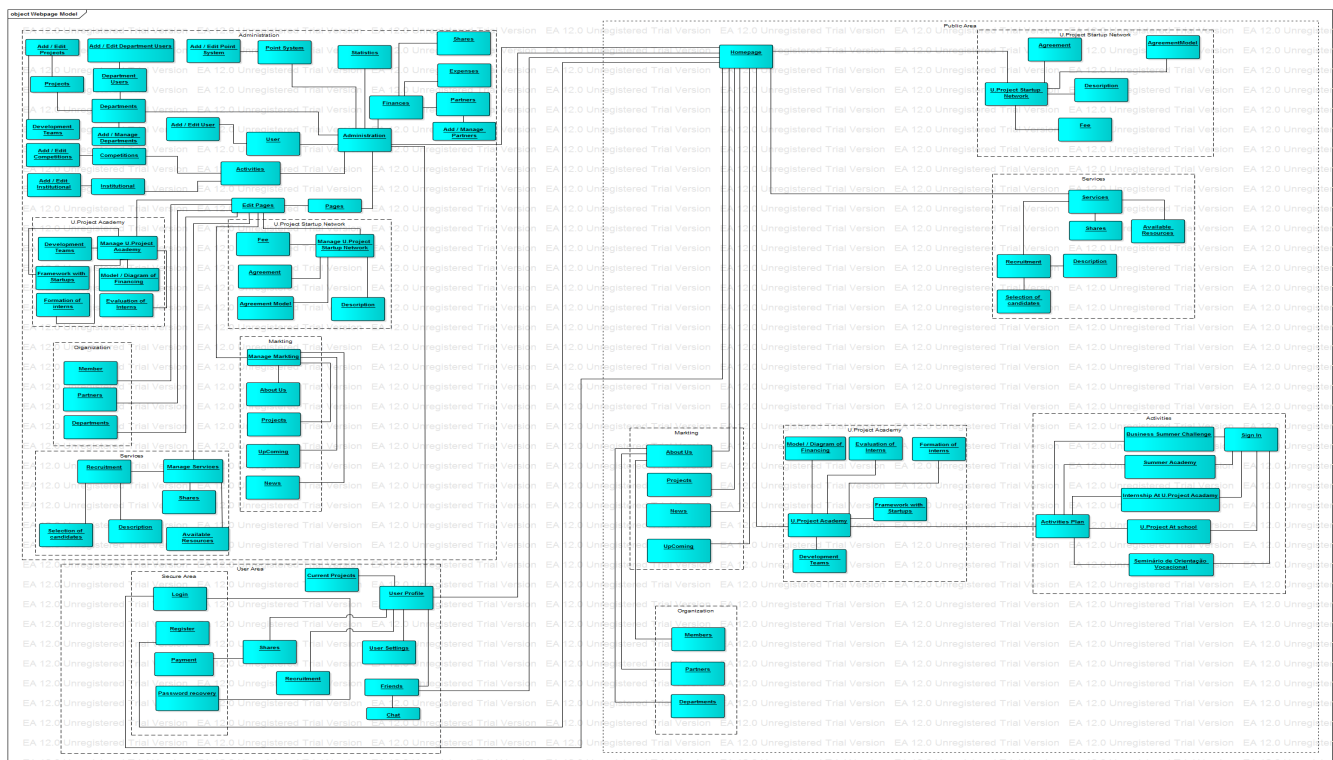 object Webpage Model
Administration
Add / Edit
Projects
Add / Edit Department Users
Add / Edit Point
System
Point System
Statistics
Shares
Projects
Department
Users
Expenses
Finances
Partners
Departments
Development
Teams
Add / Manage
Departments
Add / Edit User
User
Administration
Add / Manage
Partners
Add / Edit
Competitions
Competitions
Activities
Add / Edit
Institutional
Institutional
Edit Pages
Pages
U.Project Academy
Development
Teams
Manage U.Project
Academy
Framework with
Startups
Model / Diagram of
Financing
Formation of
interns
Evaluation of
Interns
U.Project Startup Network
Fee
Manage U.Project
Startup Network
Agreement
Agreement Model
Description
Organization
Member
Partners
Departments
Markting
Manage Markting
About Us
Projects
UpComing
News
Services
Recruitment
Manage Services
Shares
Selection of
candidates
Description
Available
Resources
User Area
Secure Area
Login
Register
Payment
Password recovery
Current Projects
User Profile
Shares
User Settings
Recruitment
Friends
Chat
Public Area
Homepage
U.Project Startup Network
Agreement
AgreementModel
U.Project Startup
Network
Description
Fee
Services
Services
Shares
Available
Resources
Recruitment
Description
Selection of
candidates
Markting
About Us
Projects
News
UpComing
U.Project Academy
Model / Diagram of
Financing
Evaluation of
Interns
Formation of
interns
Framework with
Startups
U.Project Academy
Development
Teams
Activities
Business Summer Challenge
Sign In
Summer Academy
Internship At U.Project Acadamy
Activities Plan
U.Project At school
Seminário de Orientação
Vocacional
Organization
Members
Partners
Departments
EA 12.0 Unregistered Trial Version